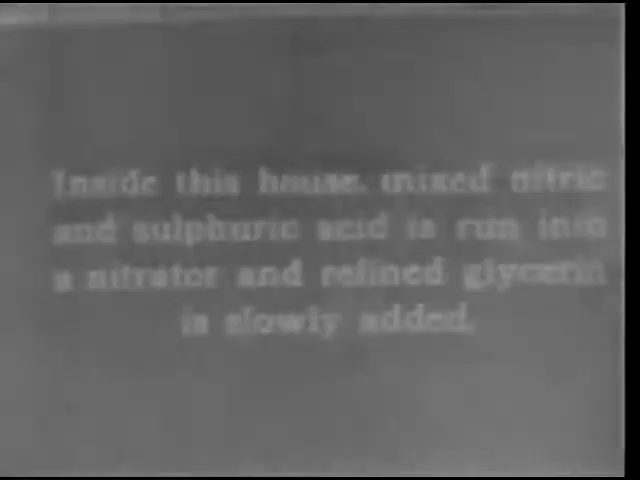 Inside this house, mixed nitric
and sulphuric acid is run into
a nitrator and refined glycerin
is slowly added.